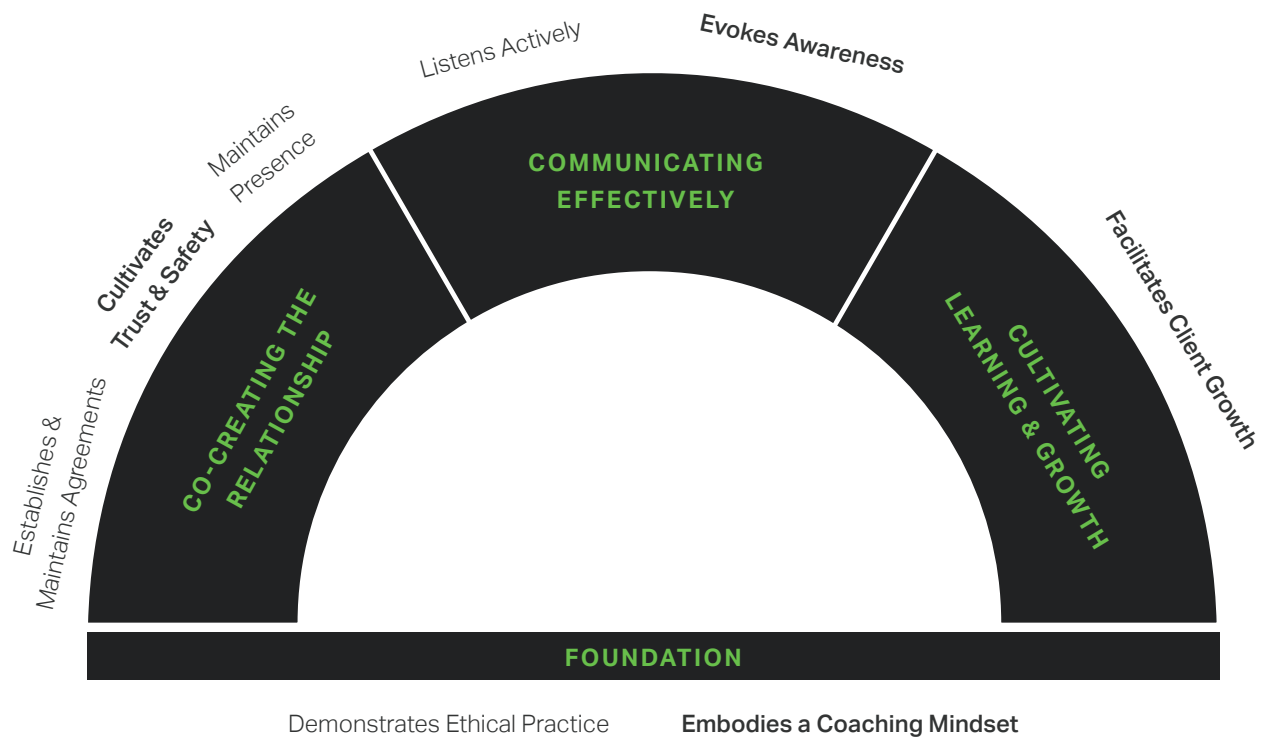 Listens Actively
Evokes Awareness
Maintains
Presence
Cultivates
Trust & Safety
Establishes &
Maintains Agreements
CO-CREATING THE
RELATIONSHIP
COMMUNICATING
EFFECTIVELY
CULTIVATING
LEARNING & GROWTH
Facilitates Client Growth
FOUNDATION
Demonstrates Ethical Practice
Embodies a Coaching Mindset